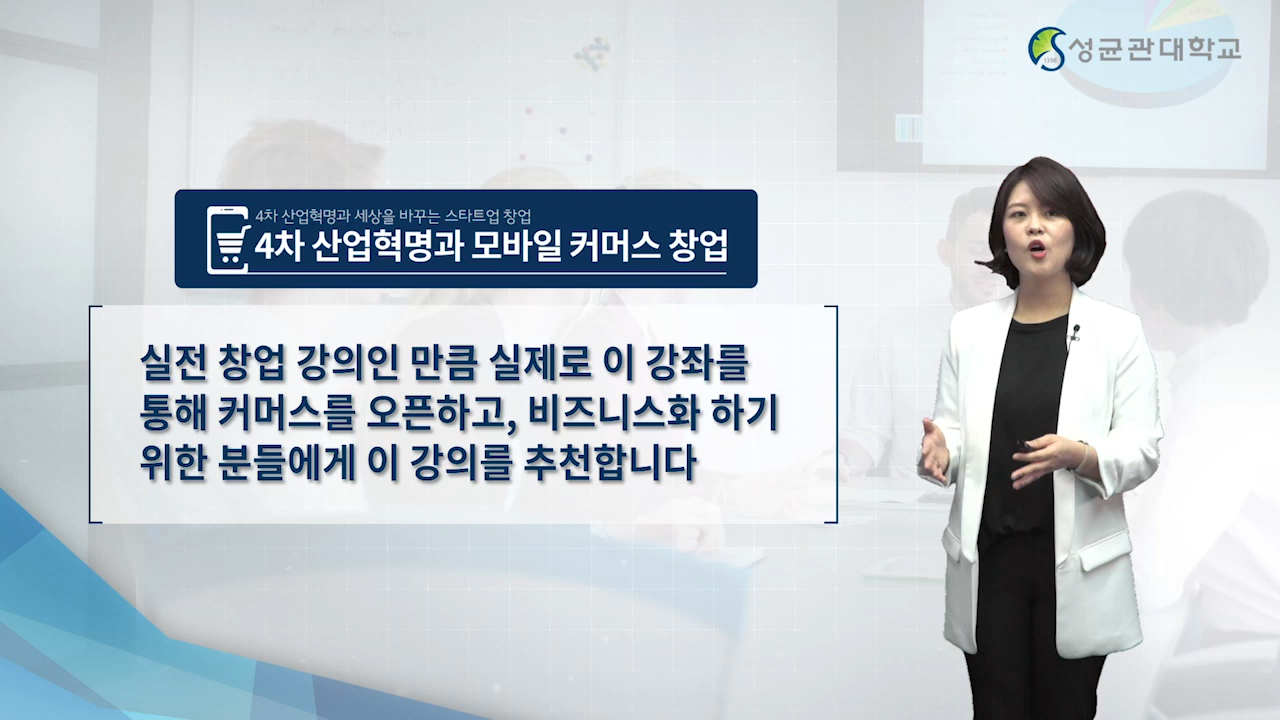 성균관대학교
1398
4차 산업혁명과 세상을 바꾸는 스타트업 창업
4차 산업혁명과 모바일 커머스 창업
실전 창업 강의인 만큼 실제로 이 강좌를
통해 커머스를 오픈하고, 비즈니스화 하기
위한 분들에게 이 강의를 추천합니다